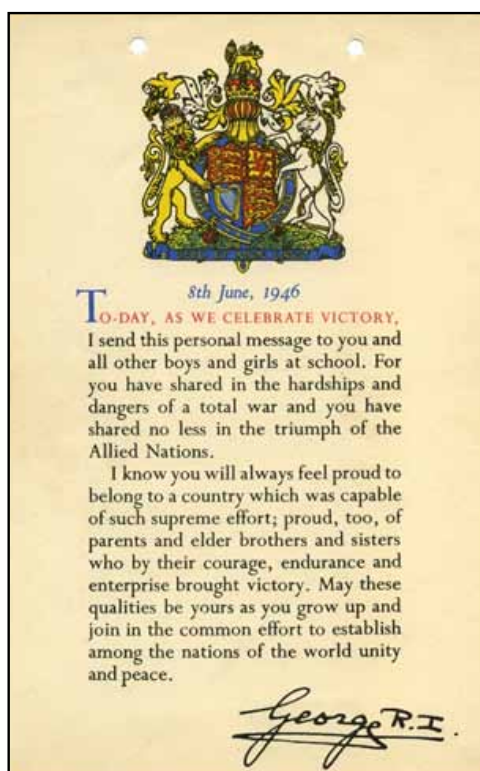 8th June, 1946
TO-DAY, AS WE CELEBRATE VICTORY,
I send this personal message to you and
all other boys and girls at school. For
you have shared in the hardships and
dangers of a total war and you have
shared no less in the triumph of the
Allied Nations.
I know you will always feel proud to
belong to a country which was capable
of such supreme effort; proud, too, of
parents and elder brothers and sisters
who by their courage, endurance and
enterprise brought victory. May these
qualities be yours as you grow up and
join in the common effort to establish
among the nations of the world unity
and peace.
George R.I.